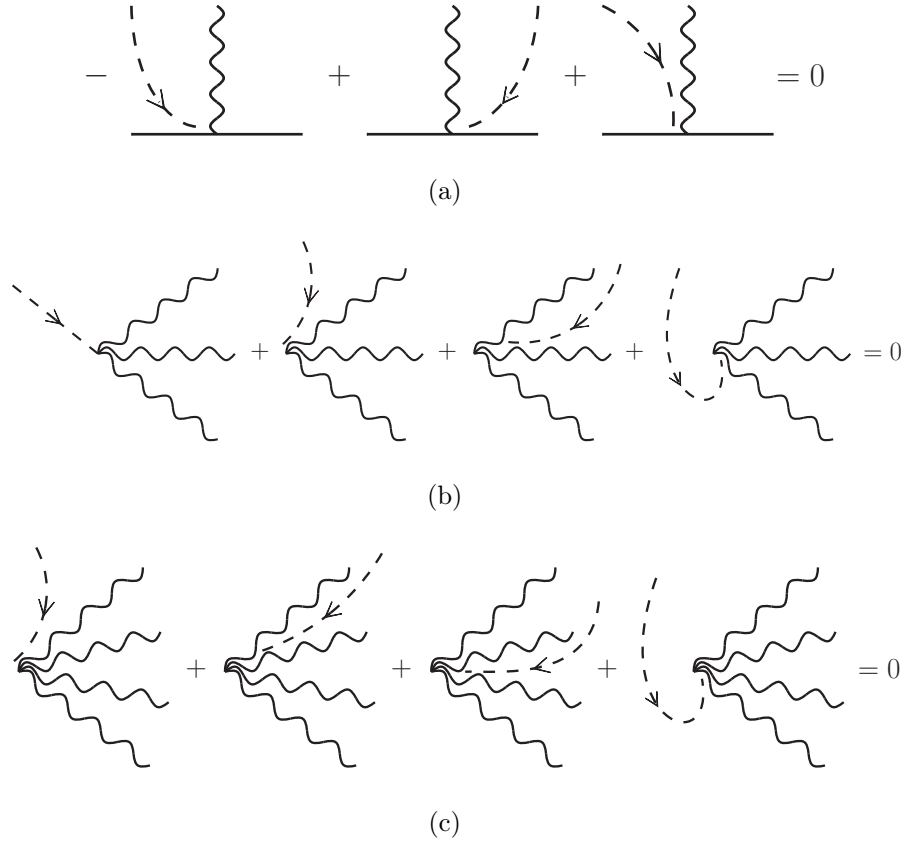 − + + = 0
(a)
+ + + = 0
(b)
+ + + = 0
(c)